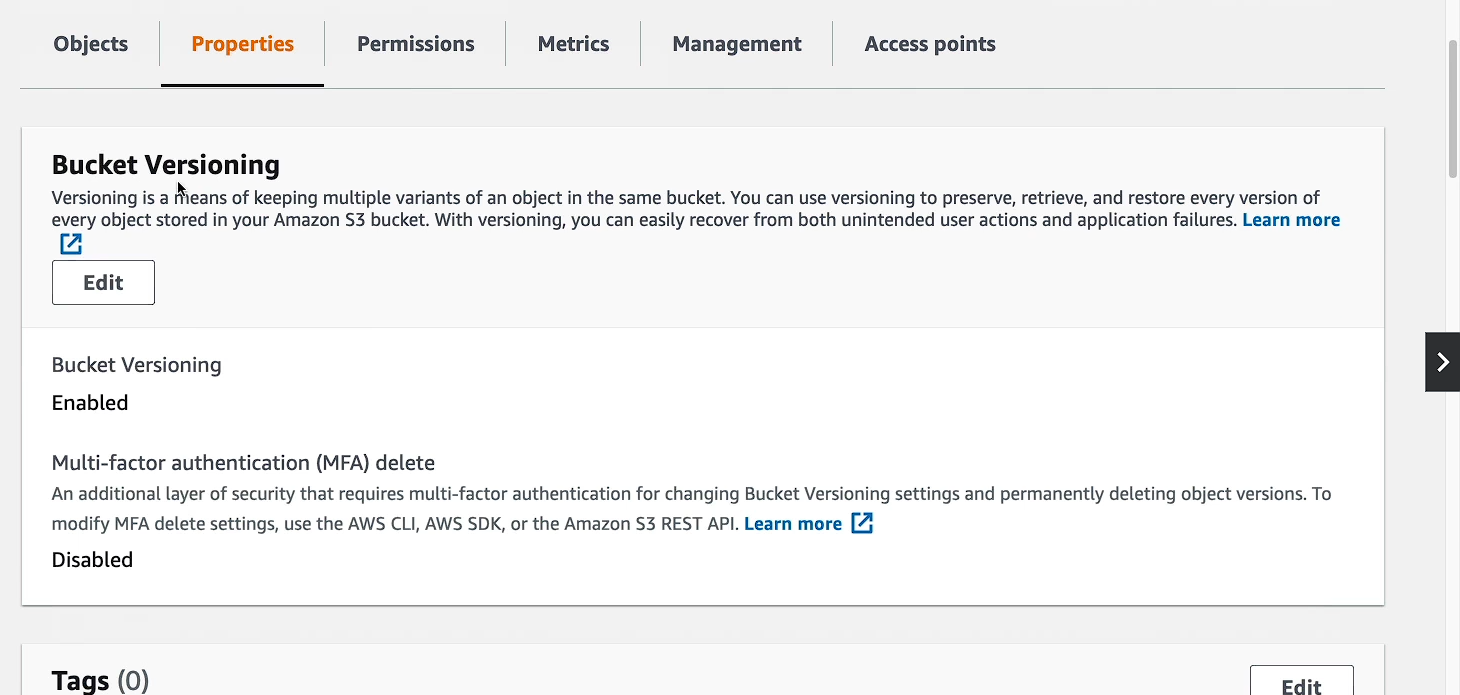 Objects Properties Permissions Metrics Management Access points
Bucket Versioning
Versioning is a means of keeping multiple variants of an object in the same bucket. You can use versioning to preserve, retrieve, and restore every version of
every object stored in your Amazon S3 bucket. With versioning, you can easily recover from both unintended user actions and application failures. Learn more
Edit
Bucket Versioning
Enabled
Multi-factor authentication (MFA) delete
An additional layer of security that requires multi-factor authentication for changing Bucket Versioning settings and permanently deleting object versions. To
modify MFA delete settings, use the AWS CLI, AWS SDK, or the Amazon S3 REST API. Learn more
Disabled
Tags (0)
Edit